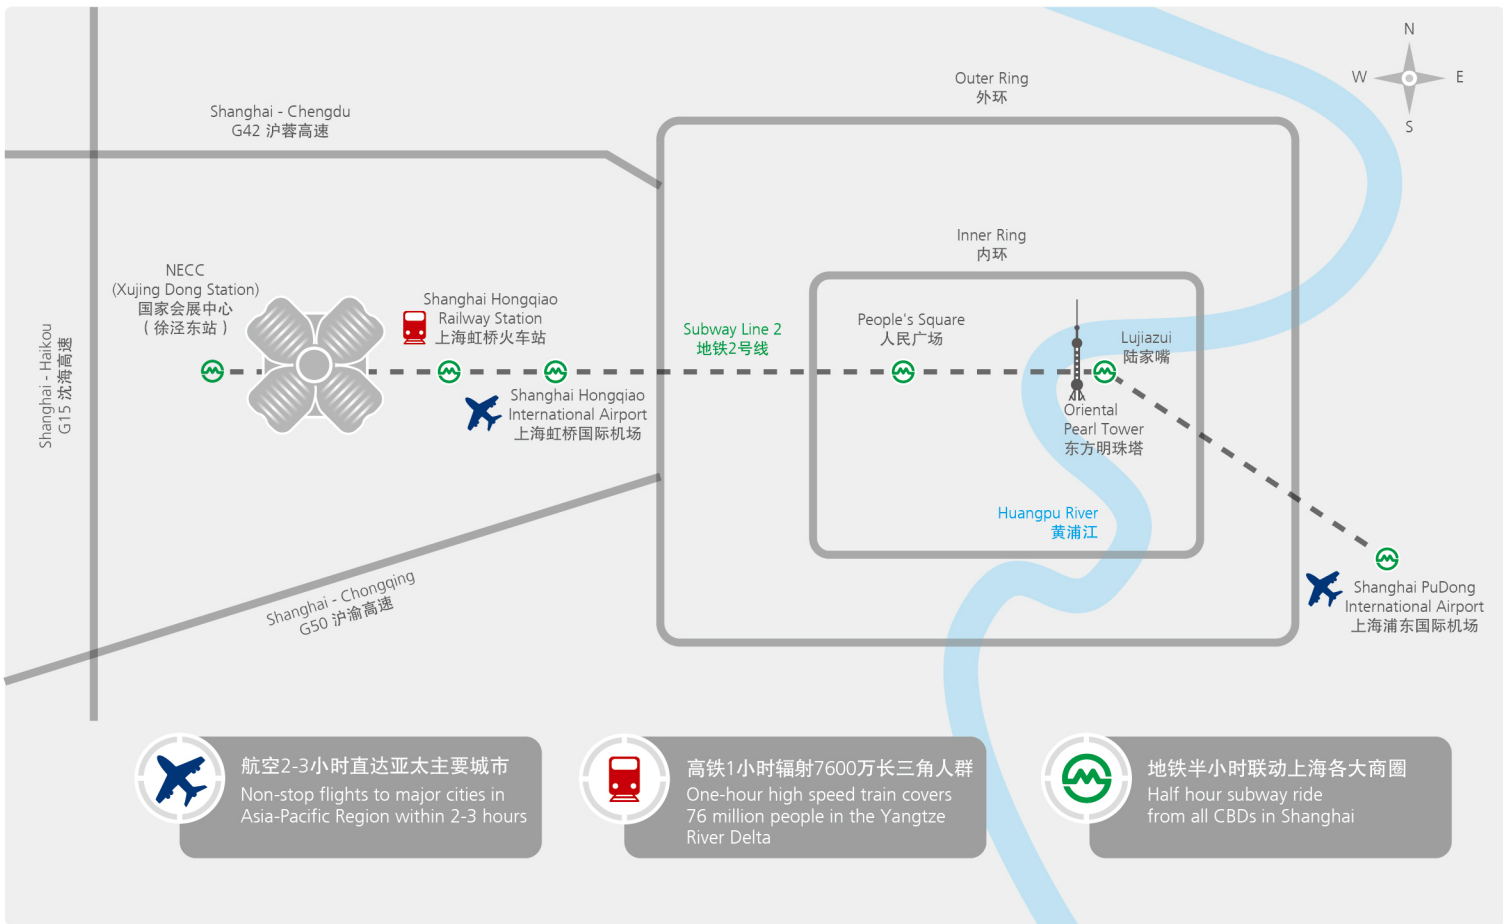 N
W
E
S
Outer Ring
外环
Shanghai - Chengdu
G42 沪蓉高速
Inner Ring
内环
NECC
(Xujing Dong Station)
国家会展中心
（徐泾东站）
Shanghai Hongqiao
Railway Station
上海虹桥火车站
Subway Line 2
地铁2号线
People's Square
人民广场
Lujiazui
陆家嘴
Shanghai - Haikou
G15 沈海高速
Shanghai Hongqiao
International Airport
上海虹桥国际机场
Oriental
Pearl Tower
东方明珠塔
Huangpu River
黄浦江
Shanghai - Chongqing
G50 沪渝高速
Shanghai PuDong
International Airport
上海浦东国际机场
航空2-3小时直达亚太主要城市
Non-stop flights to major cities in
Asia-Pacific Region within 2-3 hours
高铁1小时辐射7600万长三角人群
One-hour high speed train covers
76 million people in the Yangtze
River Delta
地铁半小时联动上海各大商圈
Half hour subway ride
from all CBDs in Shanghai